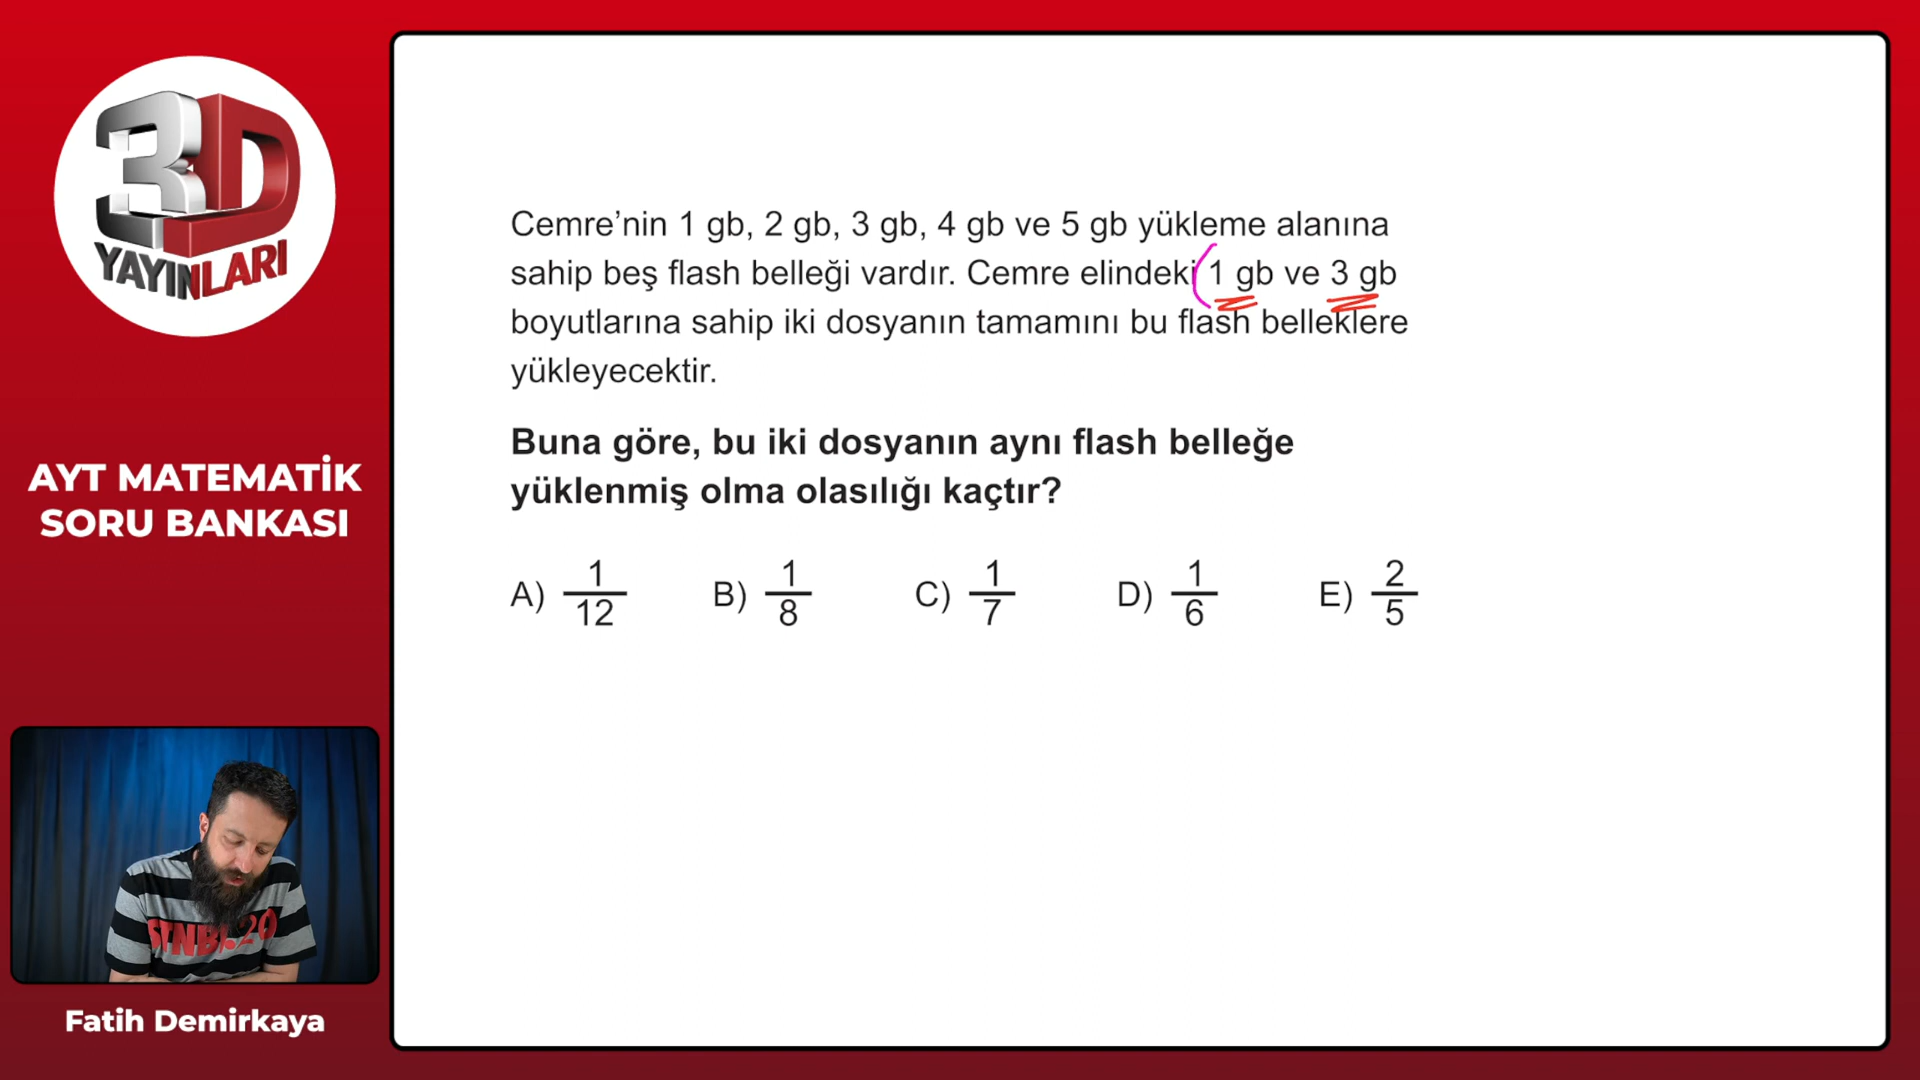 3D
YAYINLARI
AYT MATEMATİK
SORU BANKASI
Cemre’nin 1 gb, 2 gb, 3 gb, 4 gb ve 5 gb yükleme alanına
sahip beş flash belleği vardır. Cemre elindeki 1 gb ve 3 gb
boyutlarına sahip iki dosyanın tamamını bu flash belleklere
yükleyecektir.
Buna göre, bu iki dosyanın aynı flash belleğe
yüklenmiş olma olasılığı kaçtır?
A) 1/12 B) 1/8 C) 1/7 D) 1/6 E) 2/5
Fatih Demirkaya